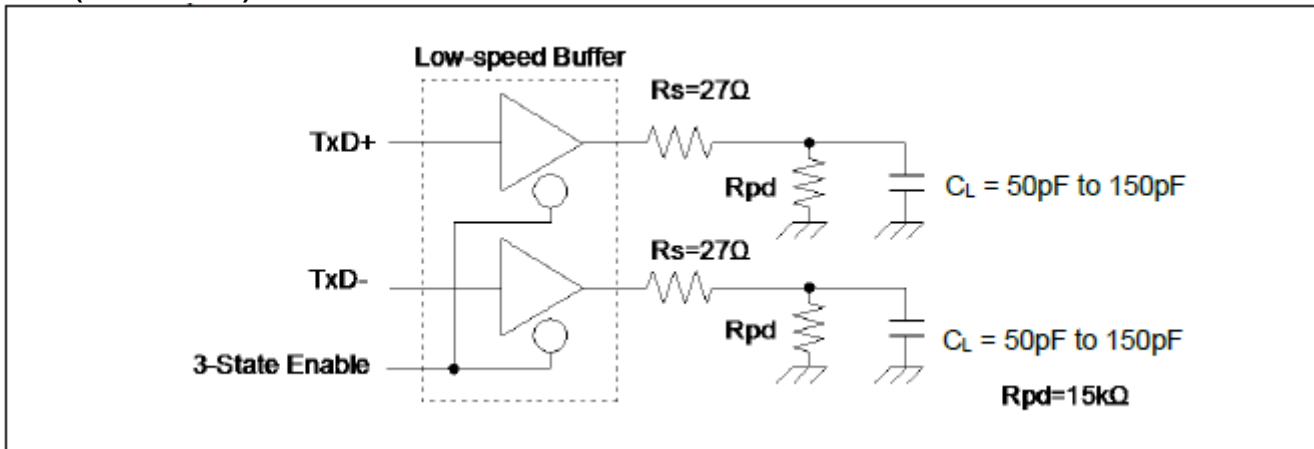 Low-speed Buffer
Rs=27Ω
TxD+
Rpd
CL = 50pF to 150pF
Rs=27Ω
TxD-
Rpd
CL = 50pF to 150pF
3-State Enable
Rpd=15kΩ